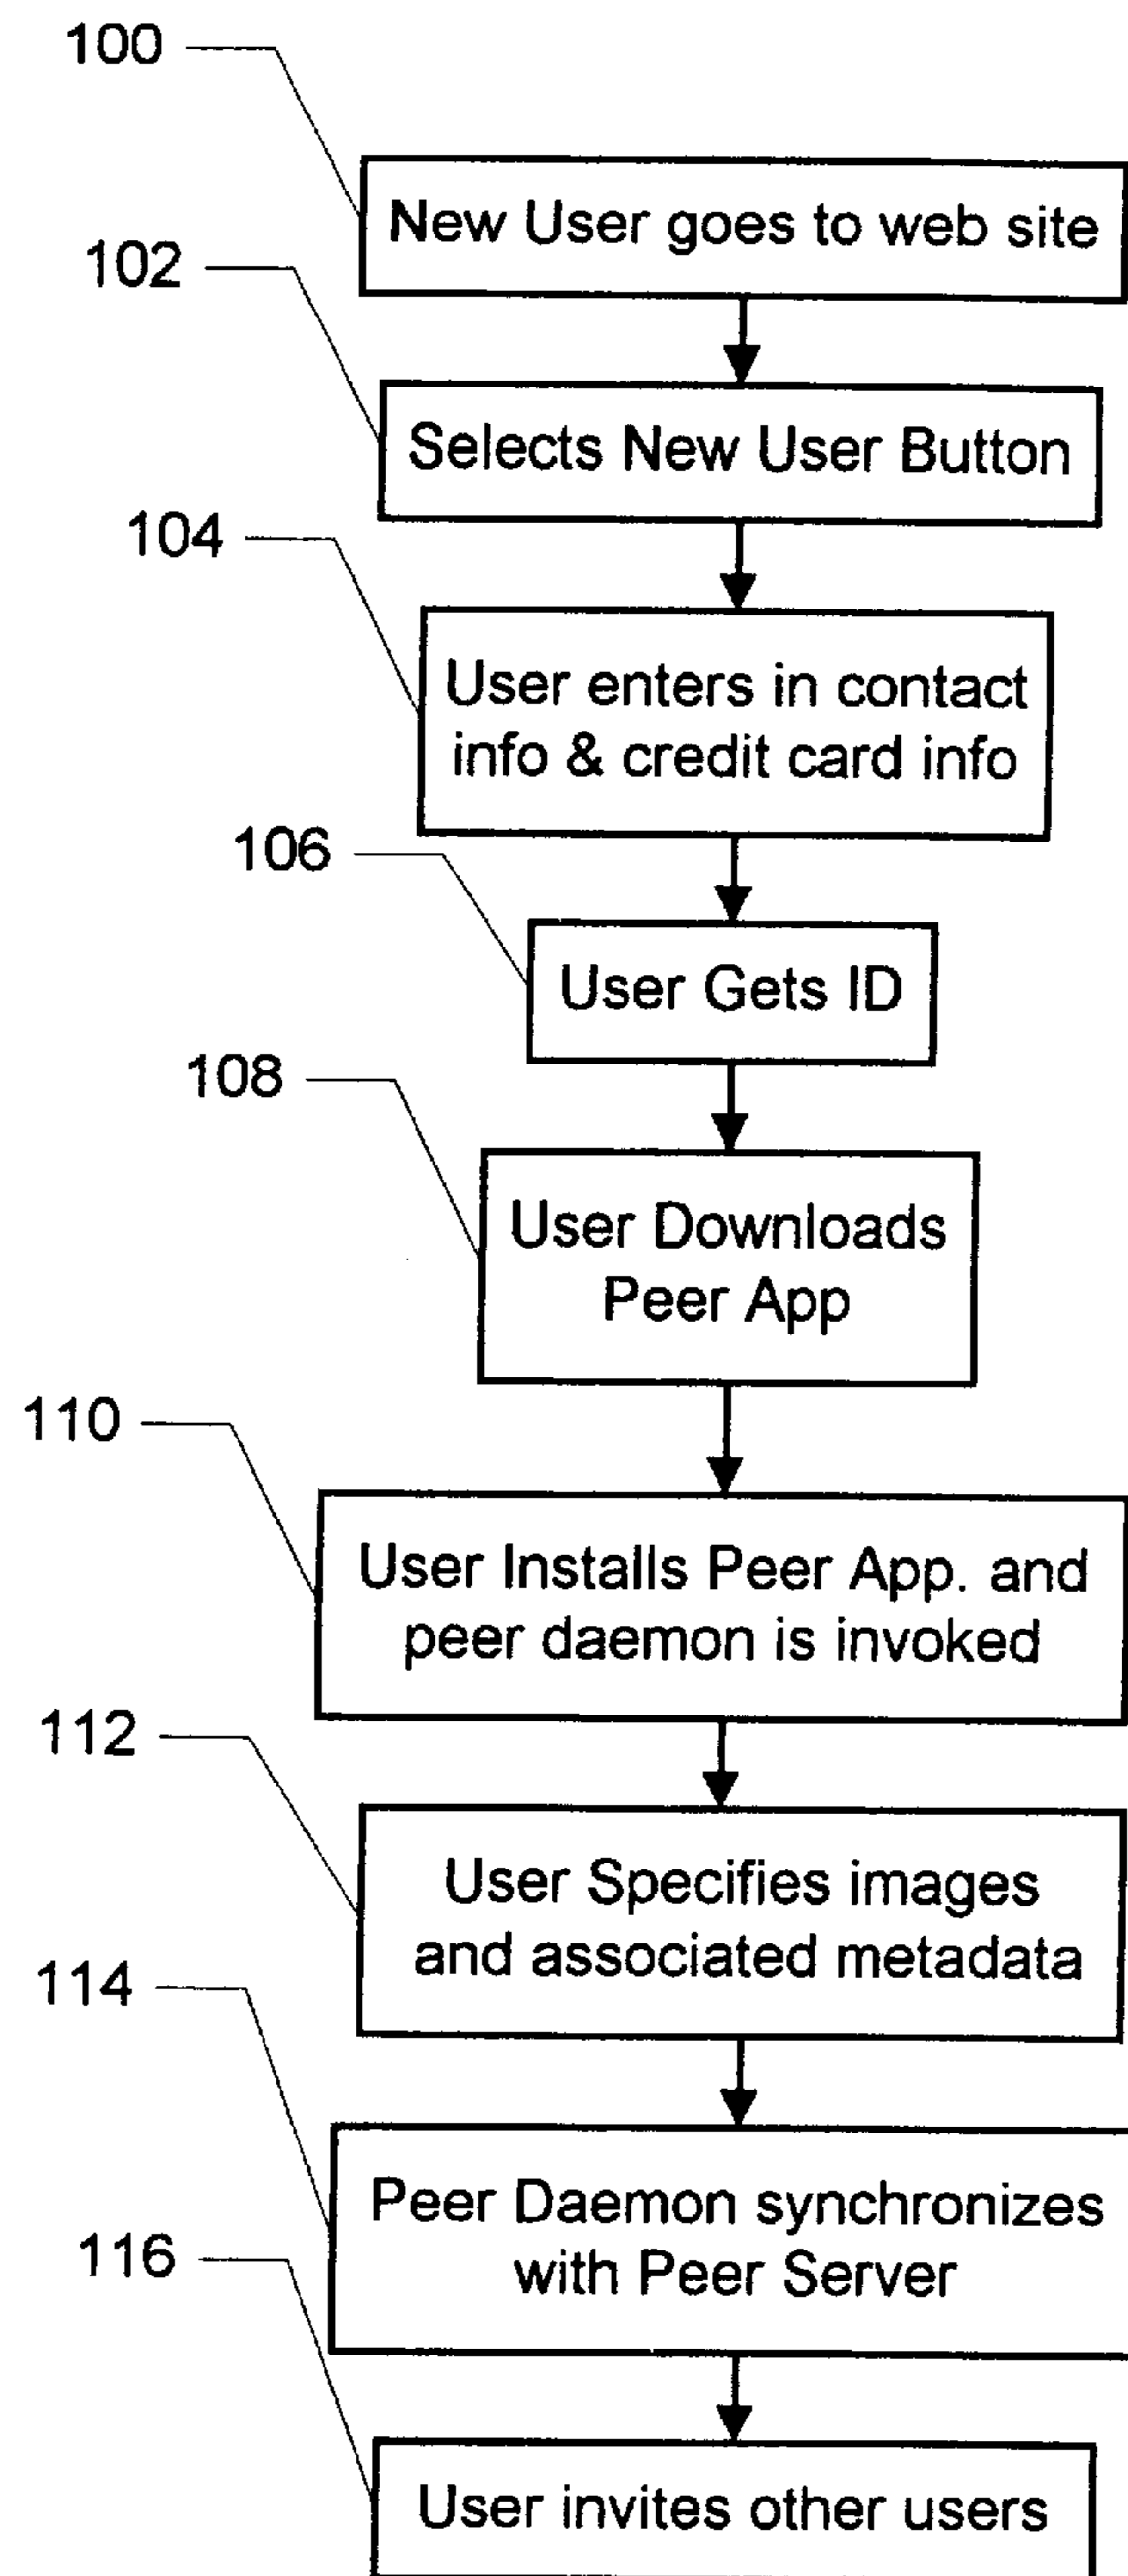 100
New User goes to web site
102
Selects New User Button
104
User enters in contact
info & credit card info
106
User Gets ID
108
User Downloads
Peer App
110
User Installs Peer App. and
peer daemon is invoked
112
User Specifies images
and associated metadata
114
Peer Daemon synchronizes
with Peer Server
116
User invites other users